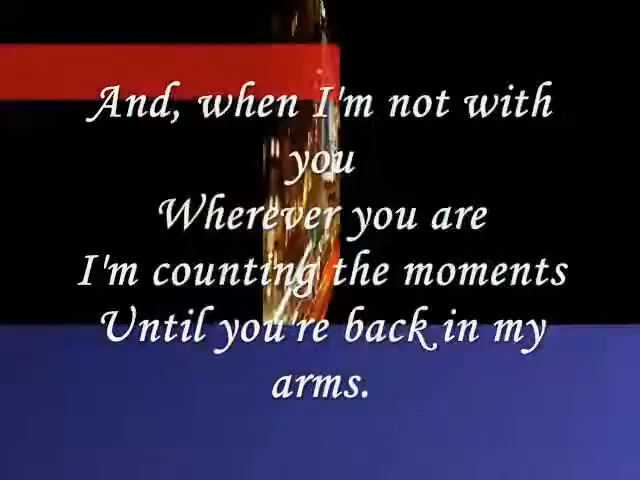 And, when I'm not with
you
Wherever you are
I'm counting the moments
Until you're back in my
arms.